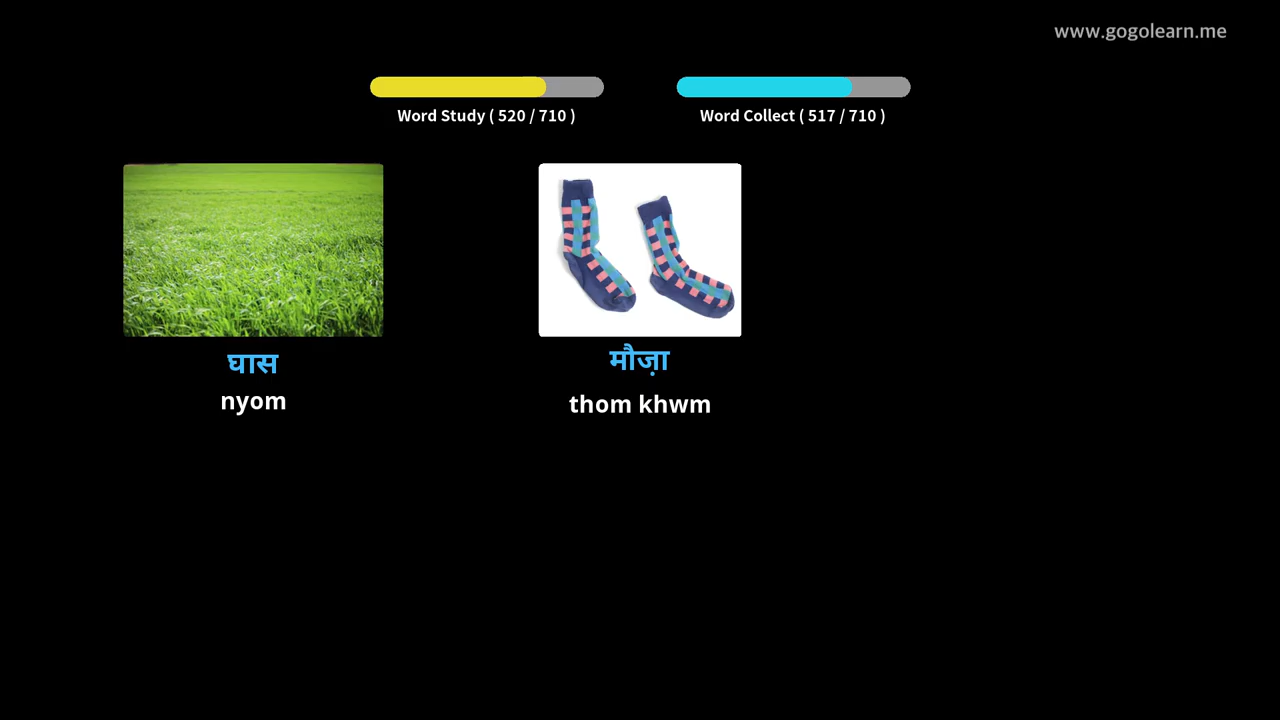 www.gogolearn.me
Word Study ( 520 / 710 )
Word Collect ( 517 / 710 )
घास
nyom
मौज़ा
thom khwm